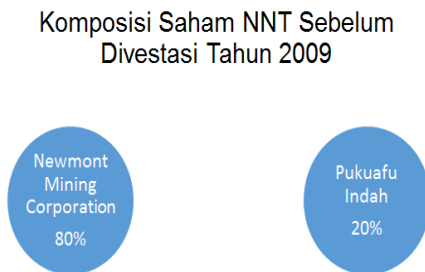 Komposisi Saham NNT Sebelum
Divestasi Tahun 2009
Newmont
Mining
Corporation
80%
Pukuafu
Indah
20%